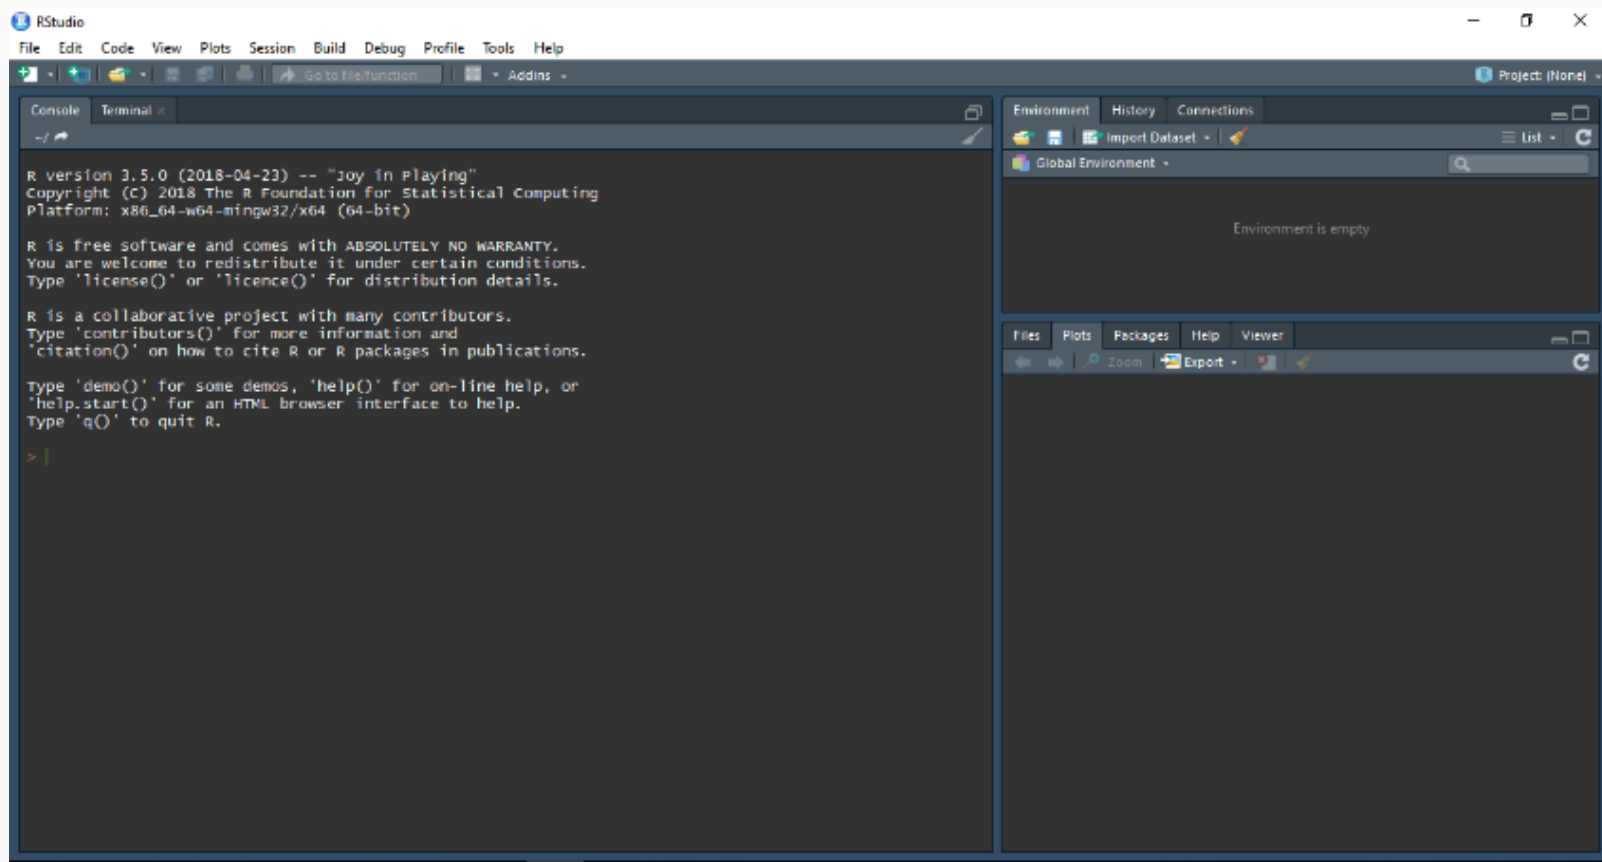 RStudio
File Edit Code View Plots Session Build Debug Profile Tools Help
Go to file/function Addins Project: (None)
Console Terminal
~/
R version 3.5.0 (2018-04-23) -- "Joy in Playing"
Copyright (C) 2018 The R Foundation for Statistical Computing
Platform: x86_64-w64-mingw32/x64 (64-bit)
R is free software and comes with ABSOLUTELY NO WARRANTY.
You are welcome to redistribute it under certain conditions.
Type 'license()' or 'licence()' for distribution details.
R is a collaborative project with many contributors.
Type 'contributors()' for more information and
'citation()' on how to cite R or R packages in publications.
Type 'demo()' for some demos, 'help()' for on-line help, or
'help.start()' for an HTML browser interface to help.
Type 'q()' to quit R.
>
Environment History Connections
Import Dataset List
Global Environment
Environment is empty
Files Plots Packages Help Viewer
Zoom Export